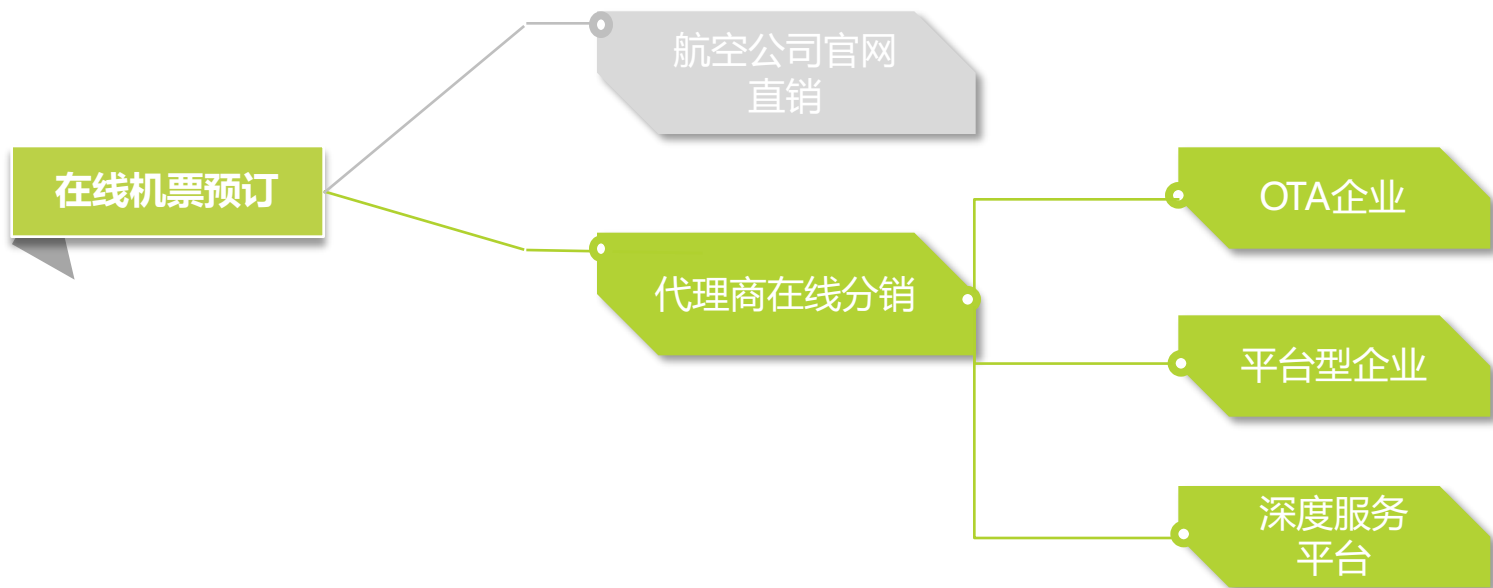 航空公司官网
直销
在线机票预订
OTA企业
代理商在线分销
平台型企业
深度服务
平台